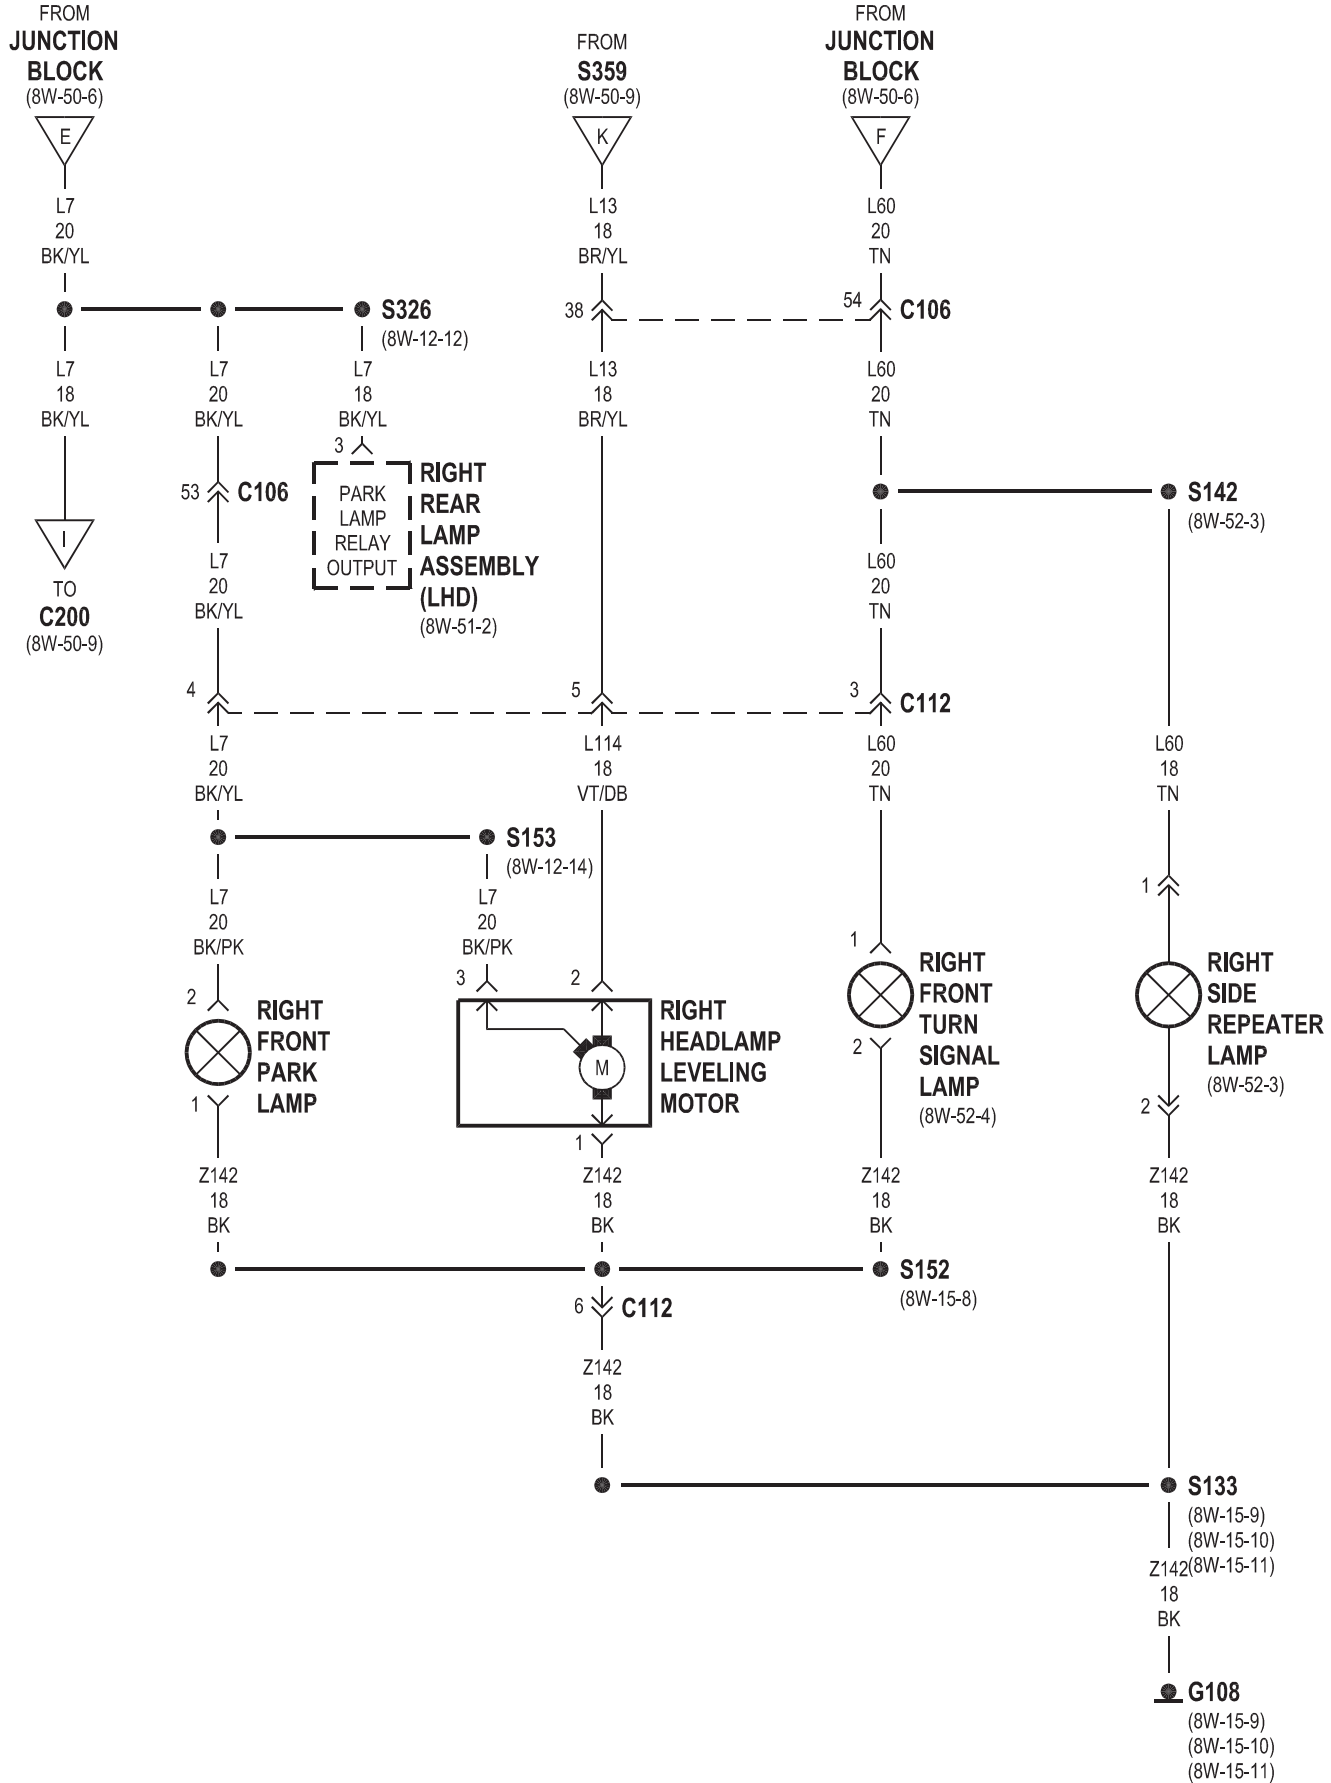 FROM
JUNCTION
BLOCK
(8W-50-6)
E
L7
20
BK/YL
FROM
S359
(8W-50-9)
K
L13
18
BR/YL
FROM
JUNCTION
BLOCK
(8W-50-6)
F
L60
20
TN
S326
(8W-12-12)
38
54
C106
L7
18
BK/YL
L7
20
BK/YL
L7
18
BK/YL
L13
18
BR/YL
L60
20
TN
3
53
C106
PARK
LAMP
RELAY
OUTPUT
RIGHT
REAR
LAMP
ASSEMBLY
(LHD)
(8W-51-2)
S142
(8W-52-3)
I
TO
C200
(8W-50-9)
L7
20
BK/YL
L60
20
TN
4
5
3
C112
L7
20
BK/YL
L114
18
VT/DB
L60
20
TN
L60
18
TN
S153
(8W-12-14)
L7
20
BK/PK
L7
20
BK/PK
1
2
RIGHT
FRONT
PARK
LAMP
1
3
2
M
RIGHT
HEADLAMP
LEVELING
MOTOR
1
1
RIGHT
FRONT
TURN
SIGNAL
LAMP
(8W-52-4)
2
RIGHT
SIDE
REPEATER
LAMP
(8W-52-3)
2
Z142
18
BK
Z142
18
BK
Z142
18
BK
Z142
18
BK
S152
(8W-15-8)
6
C112
Z142
18
BK
S133
(8W-15-9)
(8W-15-10)
(8W-15-11)
Z142
18
BK
G108
(8W-15-9)
(8W-15-10)
(8W-15-11)